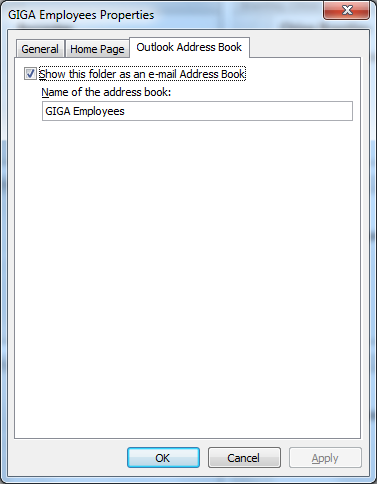 GIGA Employees Properties
General Home Page Outlook Address Book
Show this folder as an e-mail Address Book
Name of the address book:
GIGA Employees
OK Cancel Apply